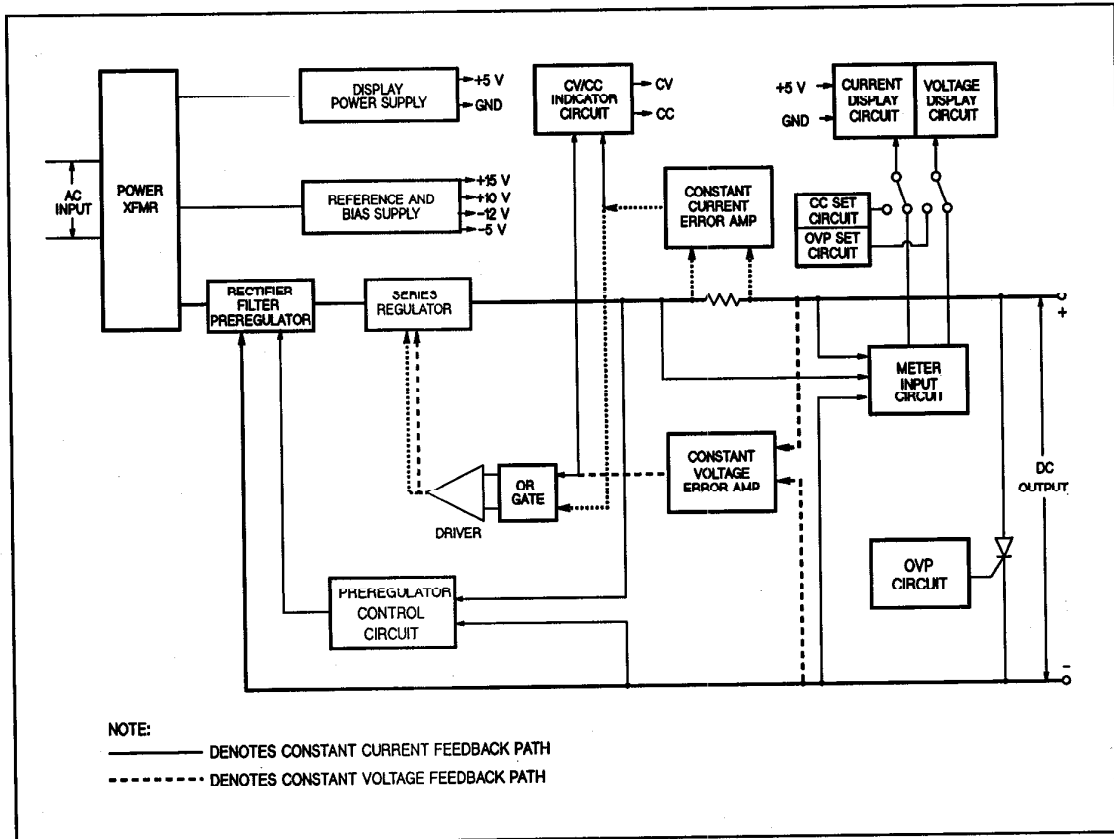 DISPLAY
POWER SUPPLY
+5 V
GND
CV/CC
INDICATOR
CIRCUIT
CV
CC
+5 V
GND
CURRENT
DISPLAY
CIRCUIT
VOLTAGE
DISPLAY
CIRCUIT
AC
INPUT
POWER
XFMR
REFERENCE AND
BIAS SUPPLY
+15 V
+10 V
-12 V
-5 V
CONSTANT
CURRENT
ERROR AMP
CC SET
CIRCUIT
OVP SET
CIRCUIT
RECTIFIER
FILTER
PREREGULATOR
SERIES
REGULATOR
+
METER
INPUT
CIRCUIT
DRIVER
OR
GATE
CONSTANT
VOLTAGE
ERROR AMP
DC
OUTPUT
PREREGULATOR
CONTROL
CIRCUIT
OVP
CIRCUIT
-
NOTE:
DENOTES CONSTANT CURRENT FEEDBACK PATH
DENOTES CONSTANT VOLTAGE FEEDBACK PATH